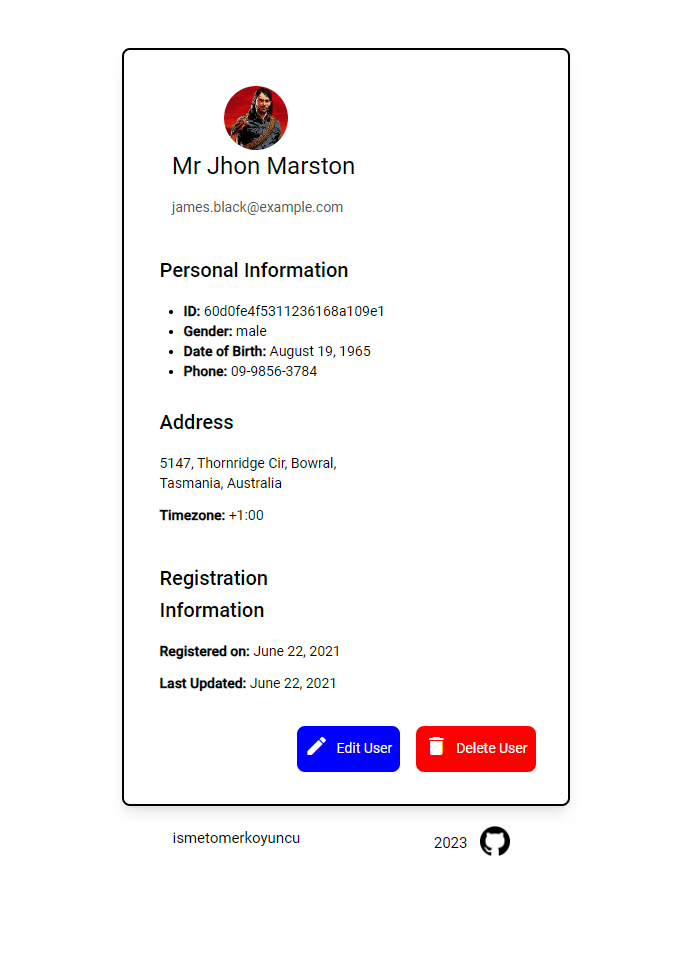 Mr Jhon Marston
james.black@example.com
Personal Information
ID: 60d0fe4f5311236168a109e1
Gender: male
Date of Birth: August 19, 1965
Phone: 09-9856-3784
Address
5147, Thornridge Cir, Bowral,
Tasmania, Australia
Timezone: +1:00
Registration
Information
Registered on: June 22, 2021
Last Updated: June 22, 2021
Edit User Delete User
ismetomerkoyuncu 2023